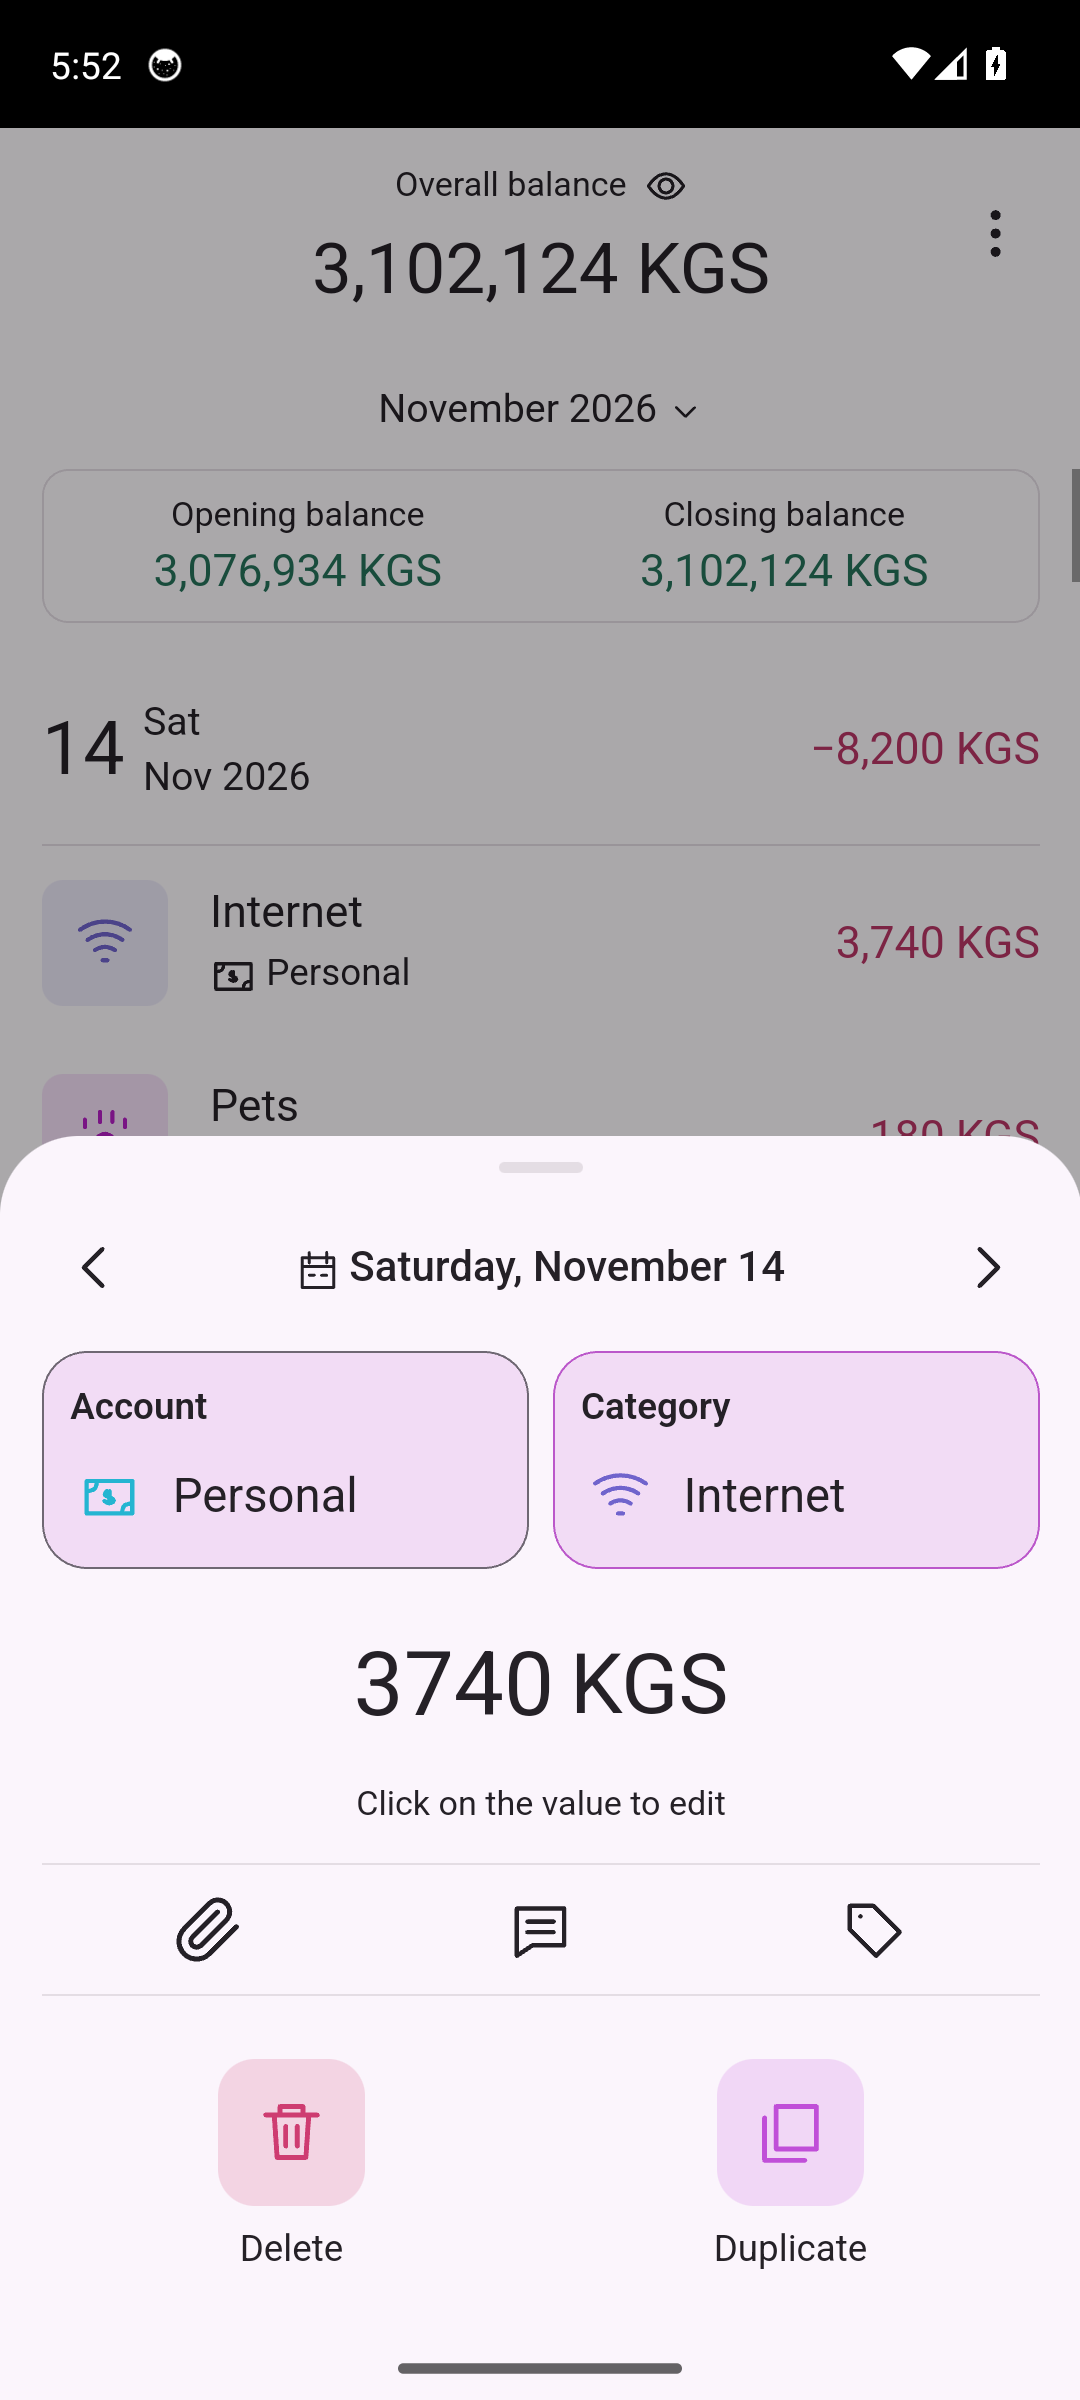 5:52
Overall balance
3,102,124 KGS
November 2026
Opening balance
Closing balance
3,076,934 KGS
3,102,124 KGS
14
Sat
Nov 2026
−8,200 KGS
Internet
Personal
3,740 KGS
Pets
180 KGS
Saturday, November 14
Account
Personal
Category
Internet
3740 KGS
Click on the value to edit
Delete
Duplicate